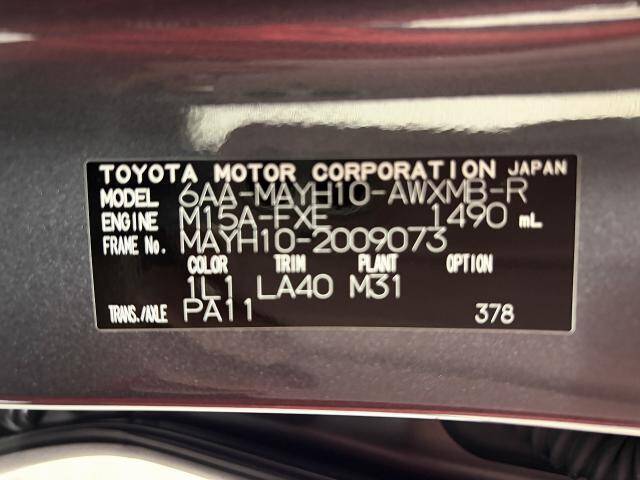 TOYOTA MOTOR CORPORATION JAPAN
MODEL 6AA-MAYH10-AWXMB-R
ENGINE M15A-FXE 1490 mL
FRAME No. MAYH10-2009073
COLOR TRIM PLANT OPTION
1L1 LA40 M31
TRANS./AXLE PA11 378